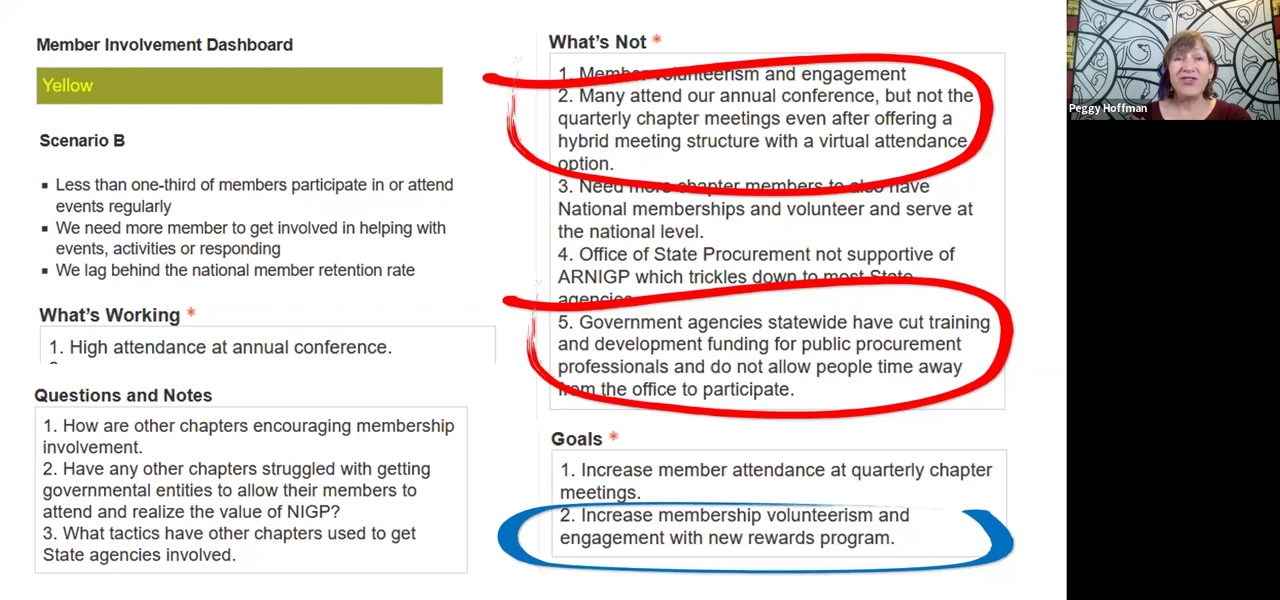 Member Involvement Dashboard
Yellow
Scenario B
▪ Less than one-third of members participate in or attend
events regularly
▪ We need more member to get involved in helping with
events, activities or responding
▪ We lag behind the national member retention rate
What's Working *
1. High attendance at annual conference.
Questions and Notes
1. How are other chapters encouraging membership
involvement.
2. Have any other chapters struggled with getting
governmental entities to allow their members to
attend and realize the value of NIGP?
3. What tactics have other chapters used to get
State agencies involved.
What's Not *
1. Member volunteerism and engagement
2. Many attend our annual conference, but not the
quarterly chapter meetings even after offering a
hybrid meeting structure with a virtual attendance
option.
3. Need more chapter members to also have
National memberships and volunteer and serve at
the national level.
4. Office of State Procurement not supportive of
ARNIGP which trickles down to most State
agencies
5. Government agencies statewide have cut training
and development funding for public procurement
professionals and do not allow people time away
from the office to participate.
Goals *
1. Increase member attendance at quarterly chapter
meetings.
2. Increase membership volunteerism and
engagement with new rewards program.
Peggy Hoffman